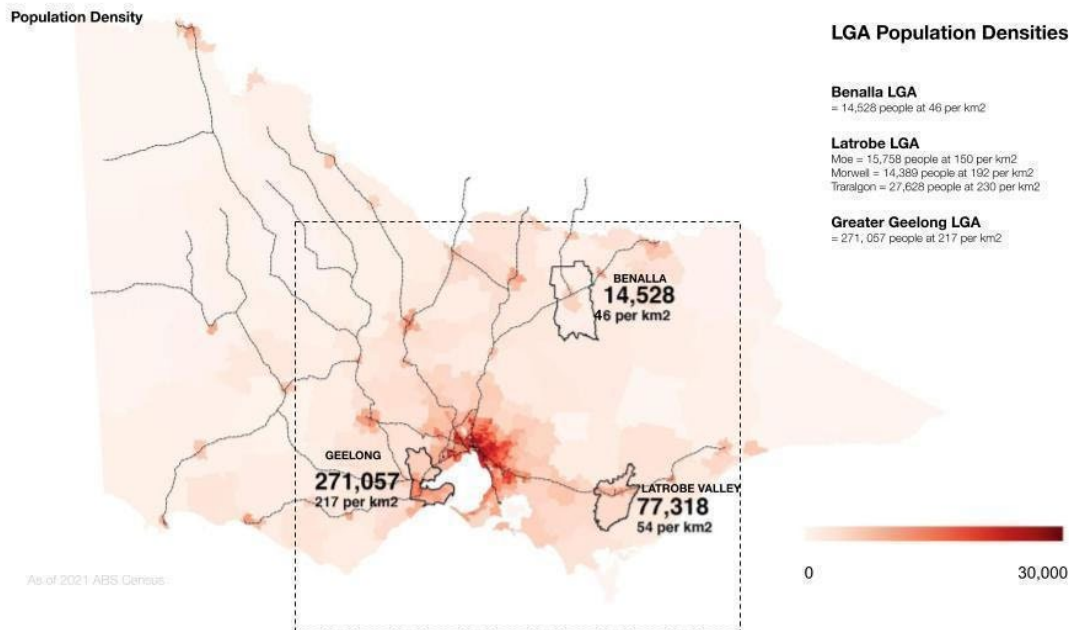 Population Density
LGA Population Densities
Benalla LGA
= 14,528 people at 46 per km2
Latrobe LGA
Moe = 15,758 people at 150 per km2
Morwell = 14,389 people at 192 per km2
Traralgon = 27,628 people at 230 per km2
Greater Geelong LGA
= 271, 057 people at 217 per km2
BENALLA
14,528
46 per km2
GEELONG
271,057
217 per km2
LATROBE VALLEY
77,318
54 per km2
As of 2021 ABS Census
0
30,000